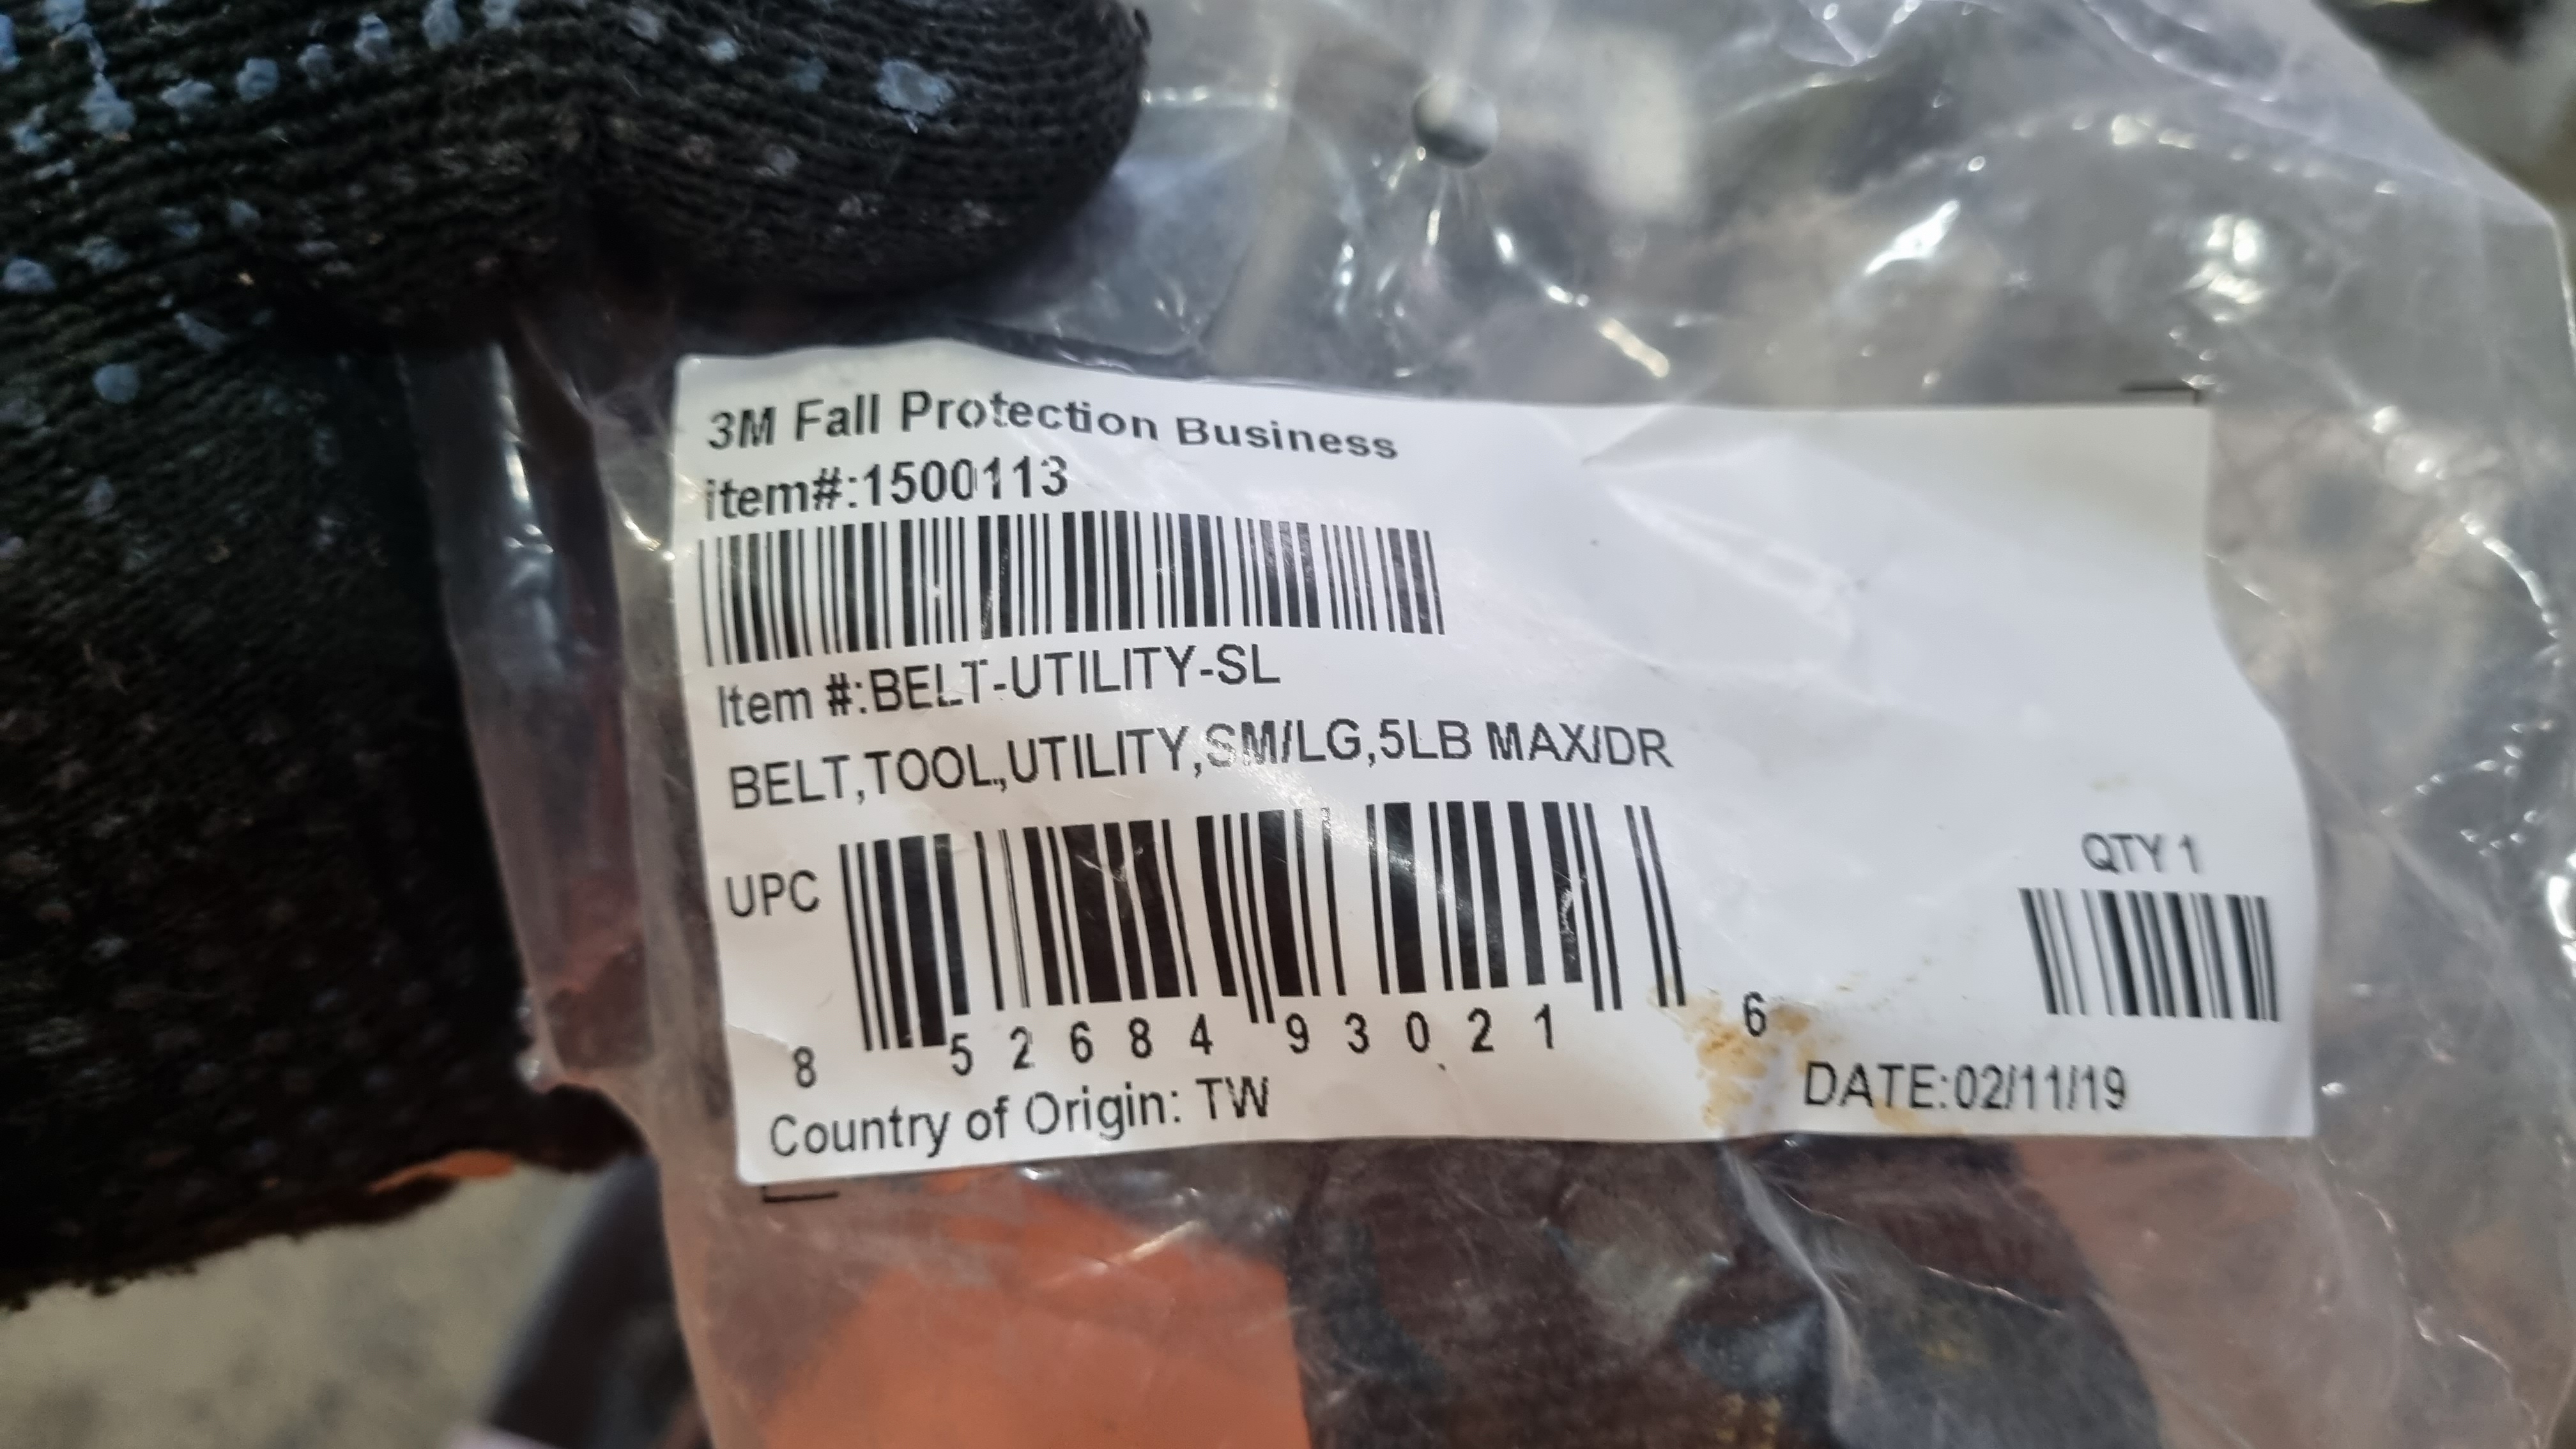 3M Fall Protection Business
item#:1500113
Item #:BELT-UTILITY-SL
BELT,TOOL,UTILITY,SM/LG,5LB MAX/DR
UPC
QTY 1
8 52684 93021 6
Country of Origin: TW
DATE:02/11/19